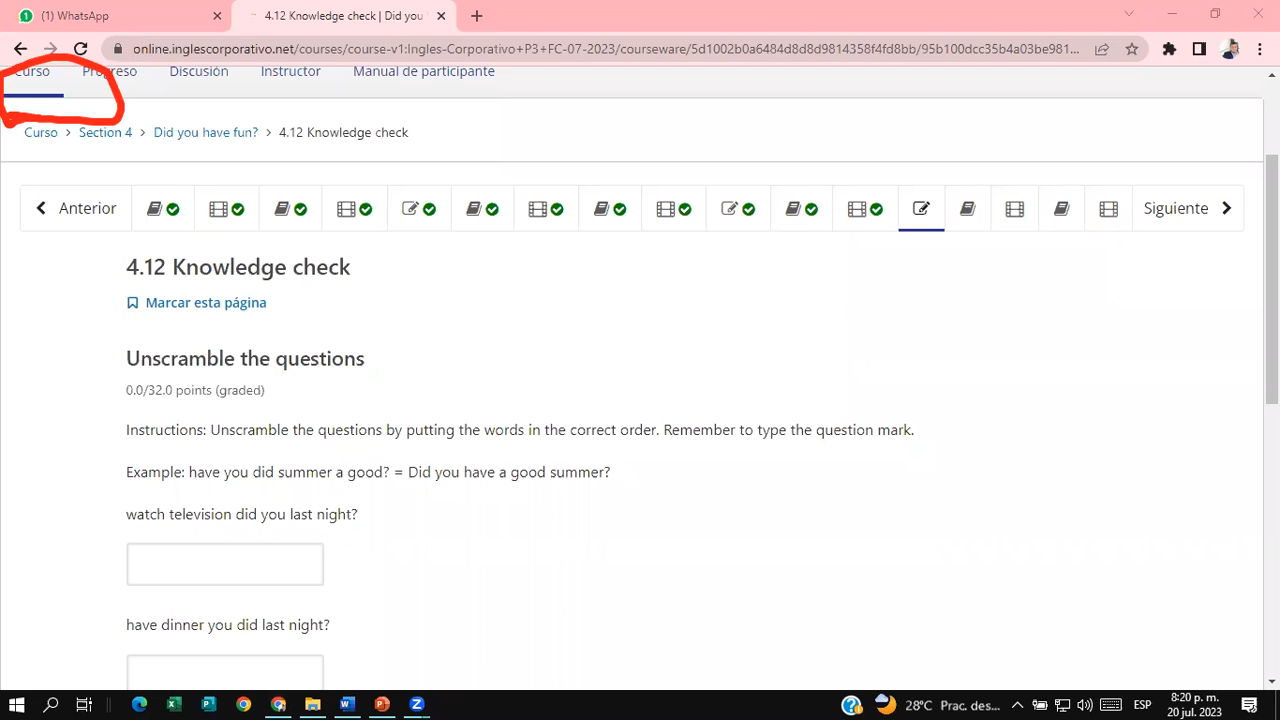 (1) WhatsApp
4.12 Knowledge check | Did you
online.inglescorporativo.net/courses/course-v1:Ingles-Corporativo+P3+FC-07-2023/courseware/5d1002bd
Curso Progreso Discusión Instructor Manual de participante
Curso > Section 4 > Did you have fun? > 4.12 Knowledge check
Anterior Siguiente
4.12 Knowledge check
Marcar esta página
Unscramble the questions
0.0/32.0 points (graded)
Instructions: Unscramble the questions by putting the words in the correct order. Remember to type the question mark.
Example: have you did summer a good? = Did you have a good summer?
watch television did you last night?
have dinner you did last night?
28°C Prac. des... ESP 8:20 p. m.
20 jul. 2023